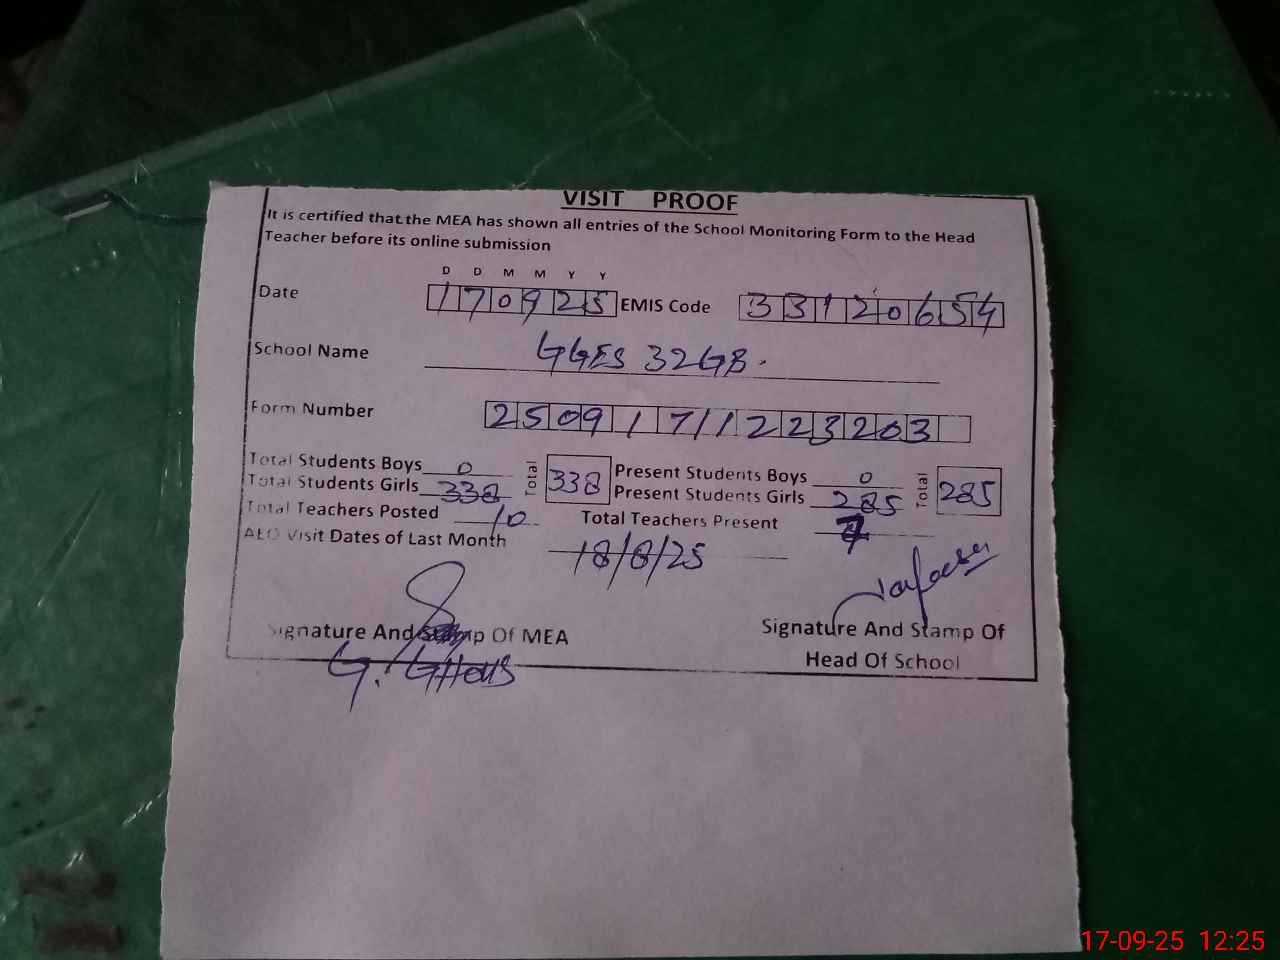 VISIT PROOF
It is certified that the MEA has shown all entries of the School Monitoring Form to the Head
Teacher before its online submission
D D M M Y Y
Date 170925 EMIS Code 33120654
School Name GGES 32GB.
Form Number 25091711223203
Total Students Boys 0 Total 338 Present Students Boys 0 Total 285
Total Students Girls 338 Present Students Girls 285
Total Teachers Posted 10 Total Teachers Present
AEO Visit Dates of Last Month 18/8/25
Signature And Stamp Of MEA Signature And Stamp Of
G. Ghous Head Of School
17-09-25 12:25